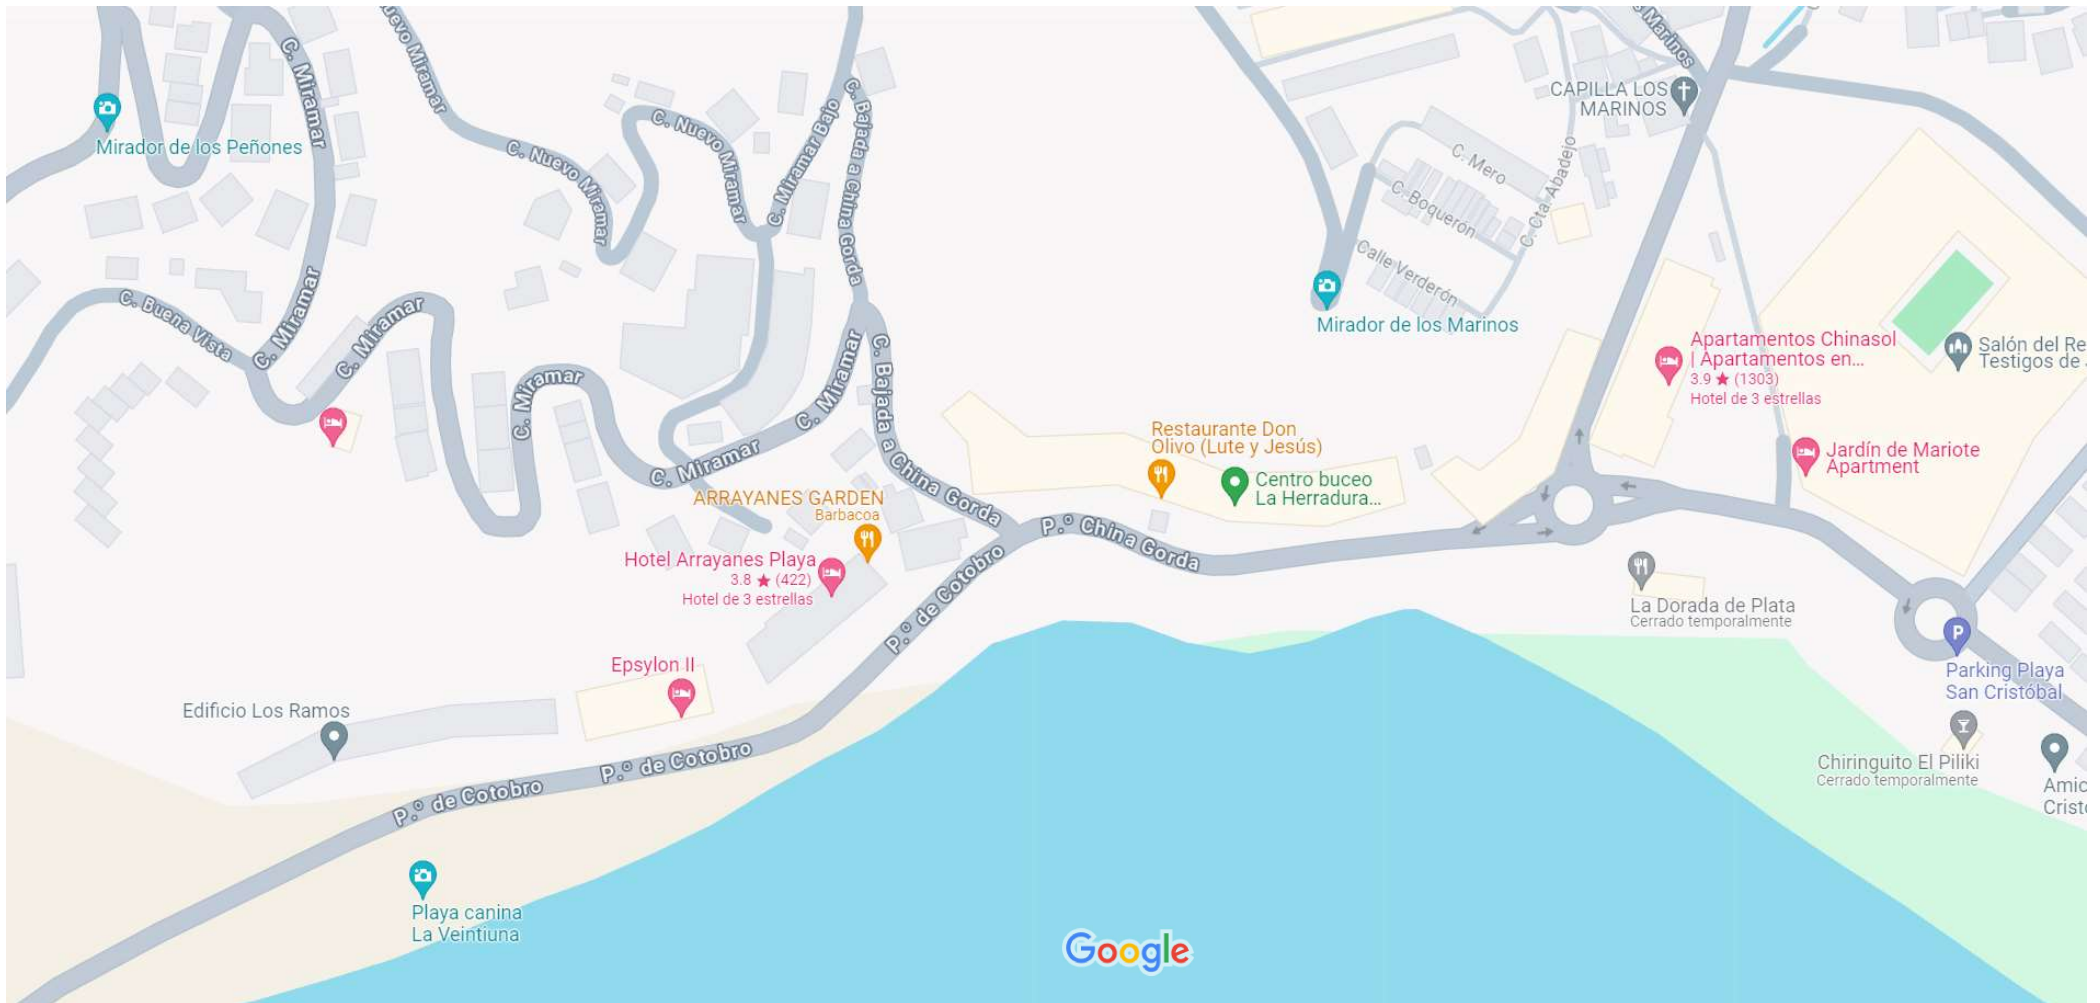 os Marinos
C. Miramar
Nuevo Miramar
CAPILLA LOS
MARINOS
Mirador de los Peñones
C. Nuevo Miramar
C. Nuevo Miramar
C. Miramar Bajo
C. Bajada a China Gorda
C. Mero
C. Boquerón
C. Cta. Abadejo
Calle Verderón
Mirador de los Marinos
C. Buena Vista
C. Miramar
C. Miramar
C. Miramar
C. Miramar
C. Miramar
C. Bajada a China Gorda
Apartamentos Chinasol
| Apartamentos en...
3.9 ★ (1303)
Hotel de 3 estrellas
Salón del Re
Testigos de
Restaurante Don
Olivo (Lute y Jesús)
Centro buceo
La Herradura...
Jardín de Mariote
Apartment
ARRAYANES GARDEN
Barbacoa
P.º China Gorda
Hotel Arrayanes Playa
3.8 ★ (422)
Hotel de 3 estrellas
P.º de Cotobro
La Dorada de Plata
Cerrado temporalmente
Epsylon II
P
Parking Playa
San Cristóbal
Edificio Los Ramos
P.º de Cotobro
P.º de Cotobro
Chiringuito El Piliki
Cerrado temporalmente
Amic
Crist
Playa canina
La Veintiuna
Google